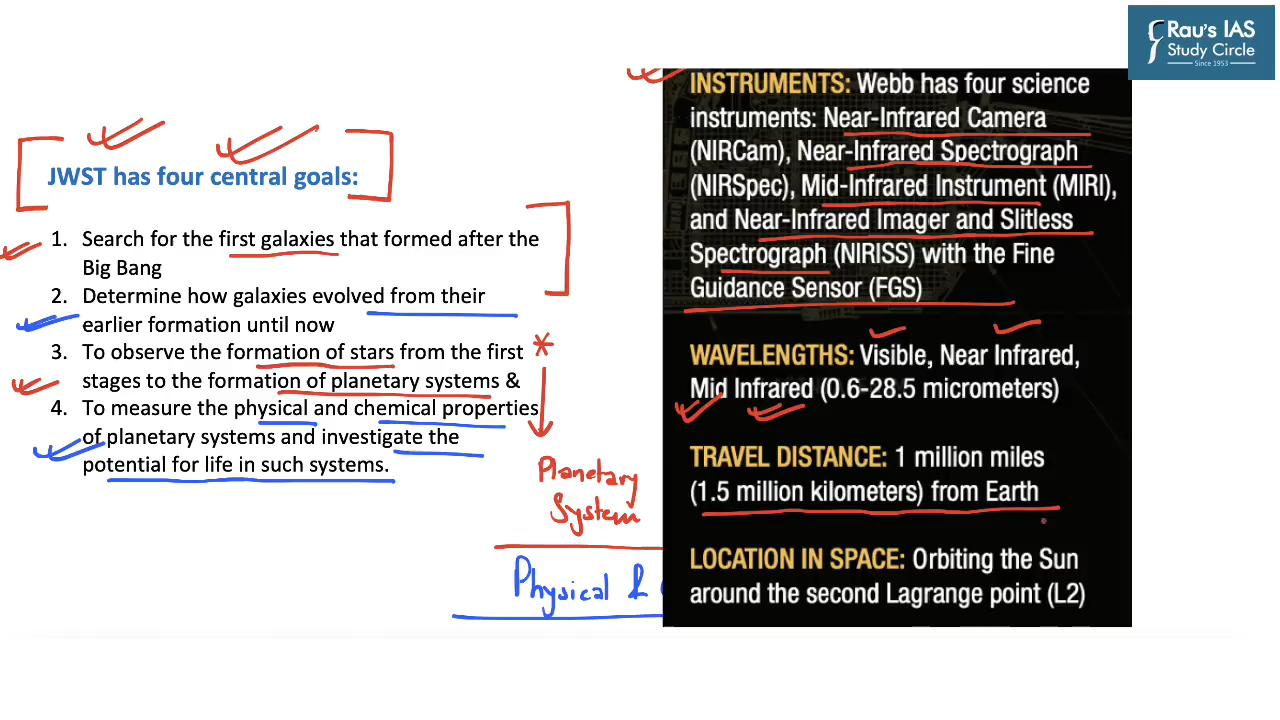 Rau's IAS
Study Circle
Since 1953
JWST has four central goals:
1. Search for the first galaxies that formed after the
Big Bang
2. Determine how galaxies evolved from their
earlier formation until now
3. To observe the formation of stars from the first
stages to the formation of planetary systems &
4. To measure the physical and chemical properties
of planetary systems and investigate the
potential for life in such systems.
Planetary
System
Physical &
INSTRUMENTS: Webb has four science
instruments: Near-Infrared Camera
(NIRCam), Near-Infrared Spectrograph
(NIRSpec), Mid-Infrared Instrument (MIRI),
and Near-Infrared Imager and Slitless
Spectrograph (NIRISS) with the Fine
Guidance Sensor (FGS)
WAVELENGTHS: Visible, Near Infrared,
Mid Infrared (0.6-28.5 micrometers)
TRAVEL DISTANCE: 1 million miles
(1.5 million kilometers) from Earth
LOCATION IN SPACE: Orbiting the Sun
around the second Lagrange point (L2)